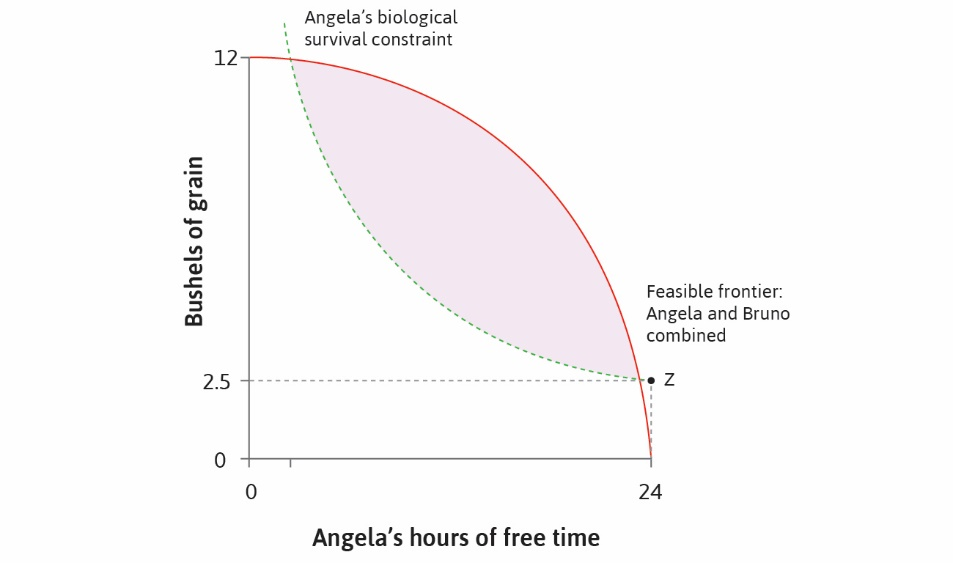 Angela’s biological
survival constraint
12
Bushels of grain
Feasible frontier:
Angela and Bruno
combined
2.5
Z
0
0
24
Angela’s hours of free time